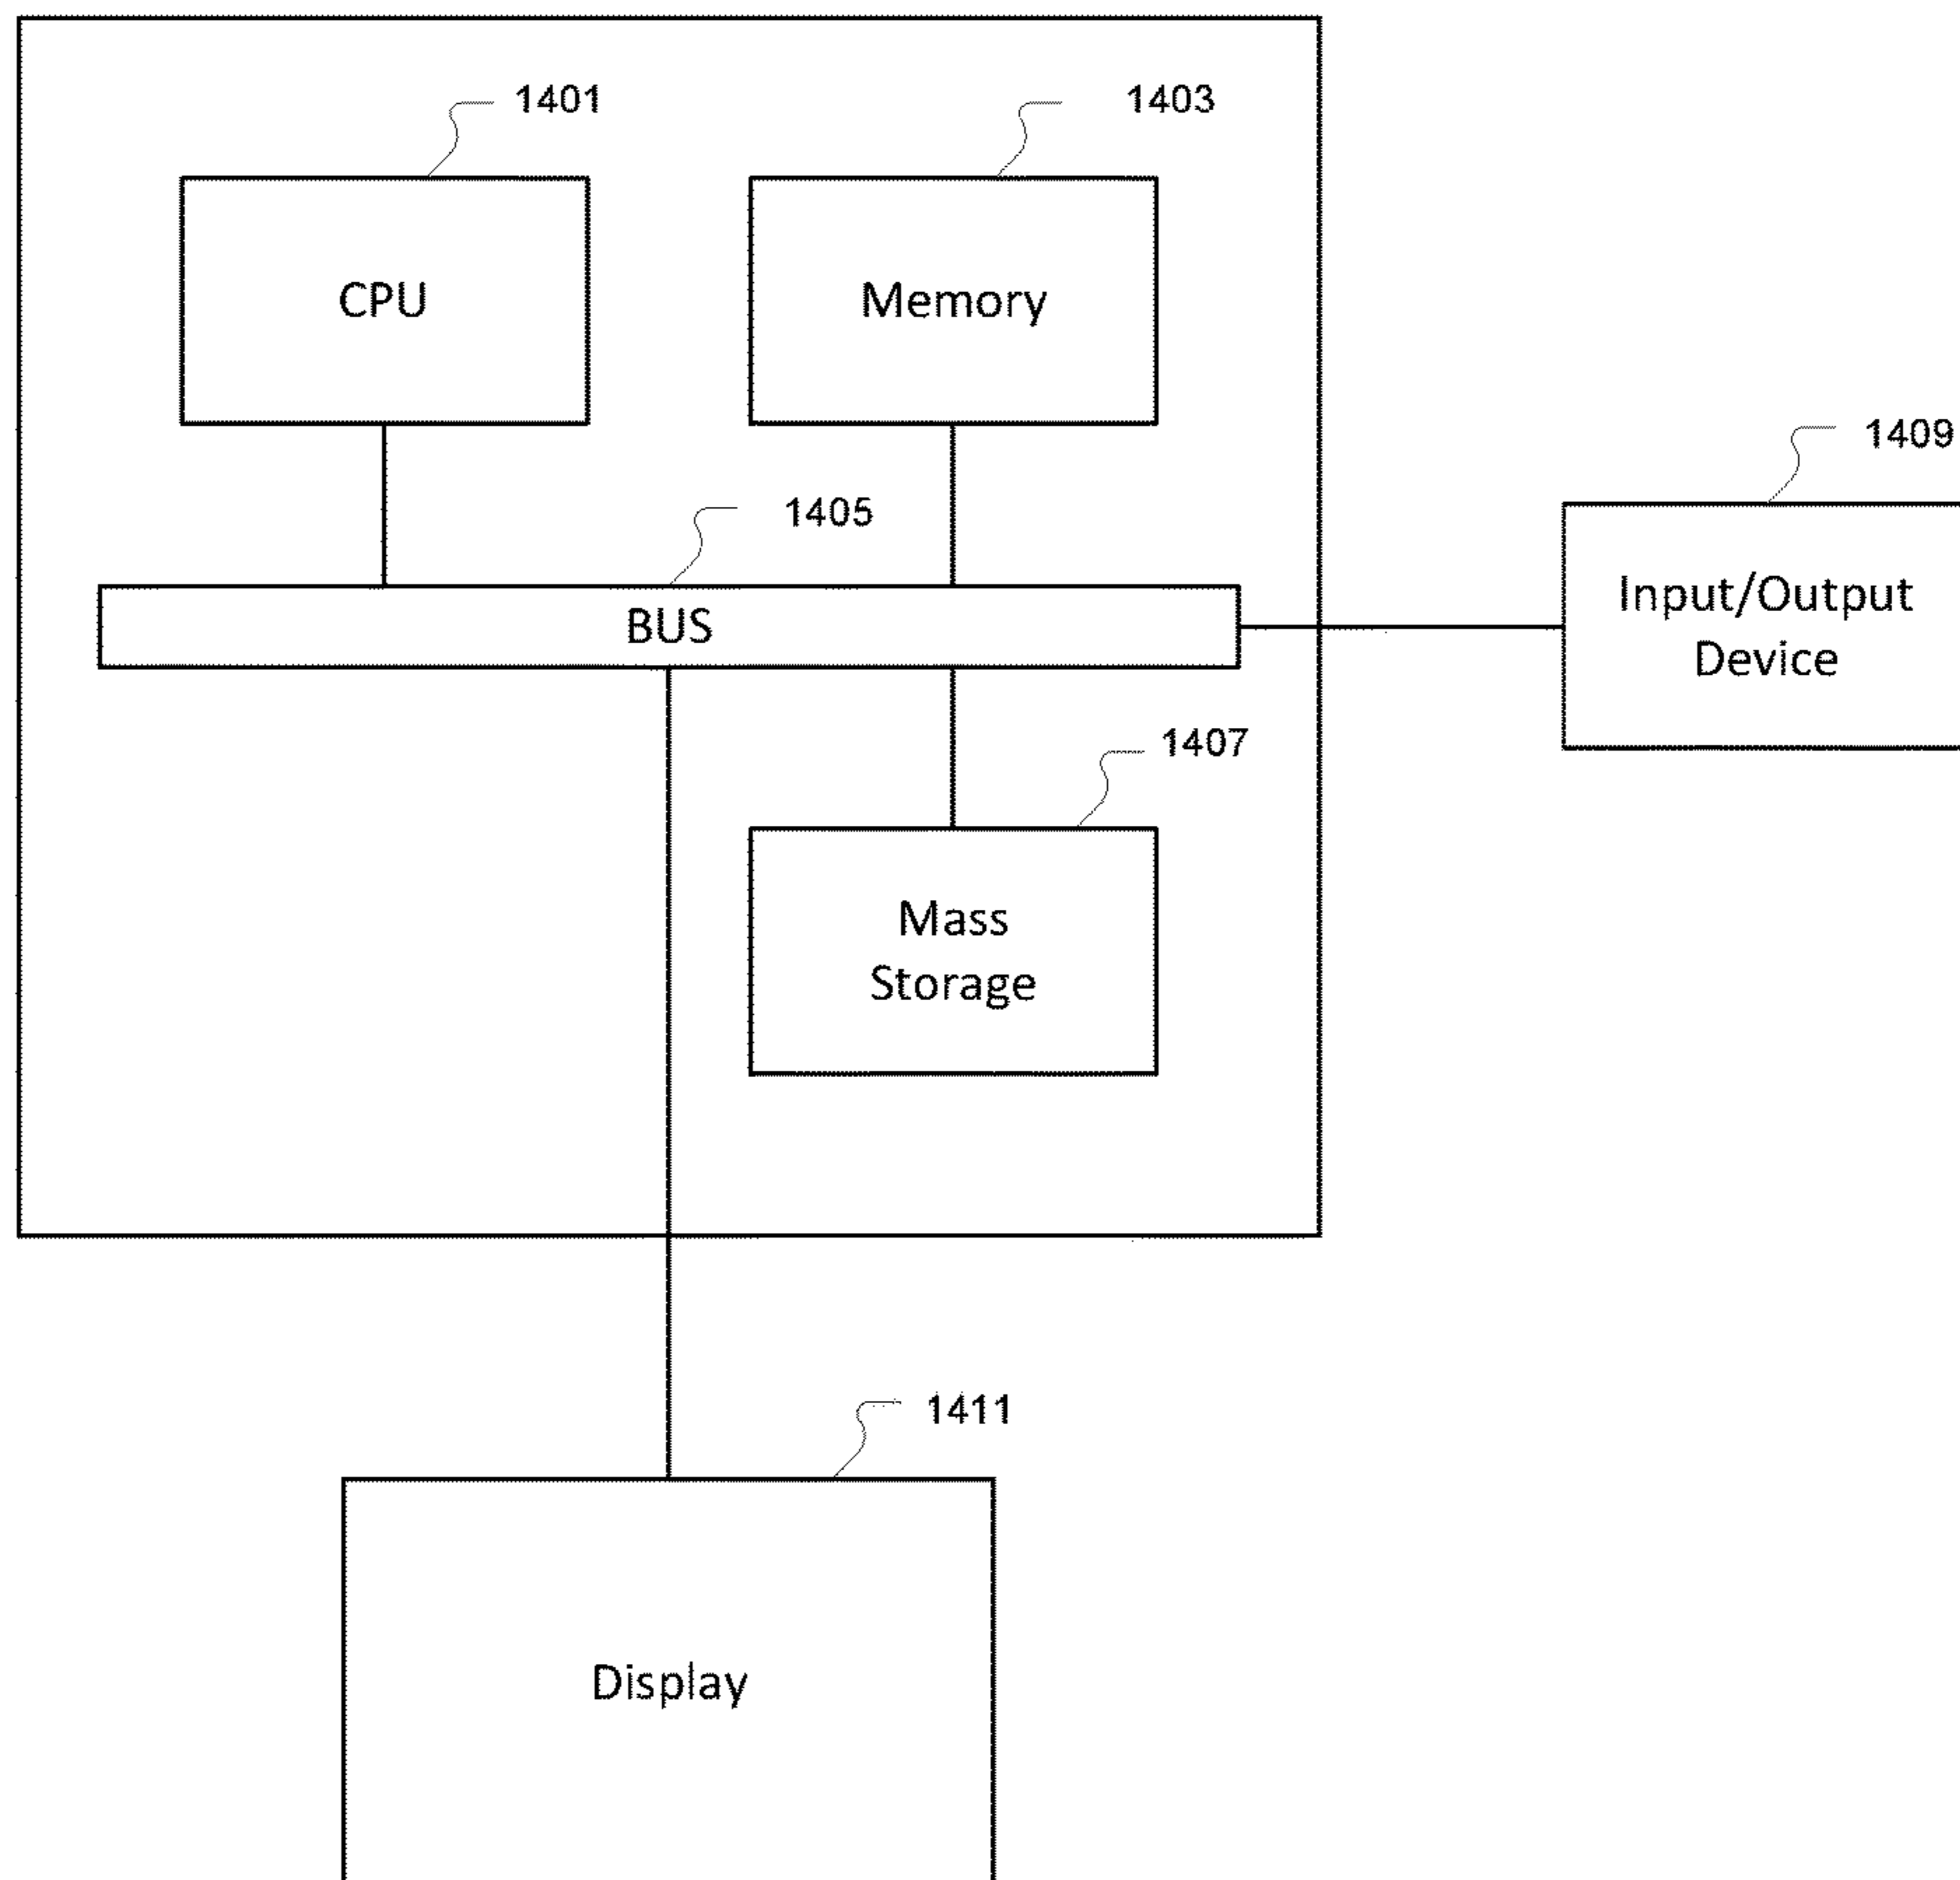 1401
1403
CPU
Memory
1409
1405
Input/Output
Device
BUS
1407
Mass
Storage
1411
Display